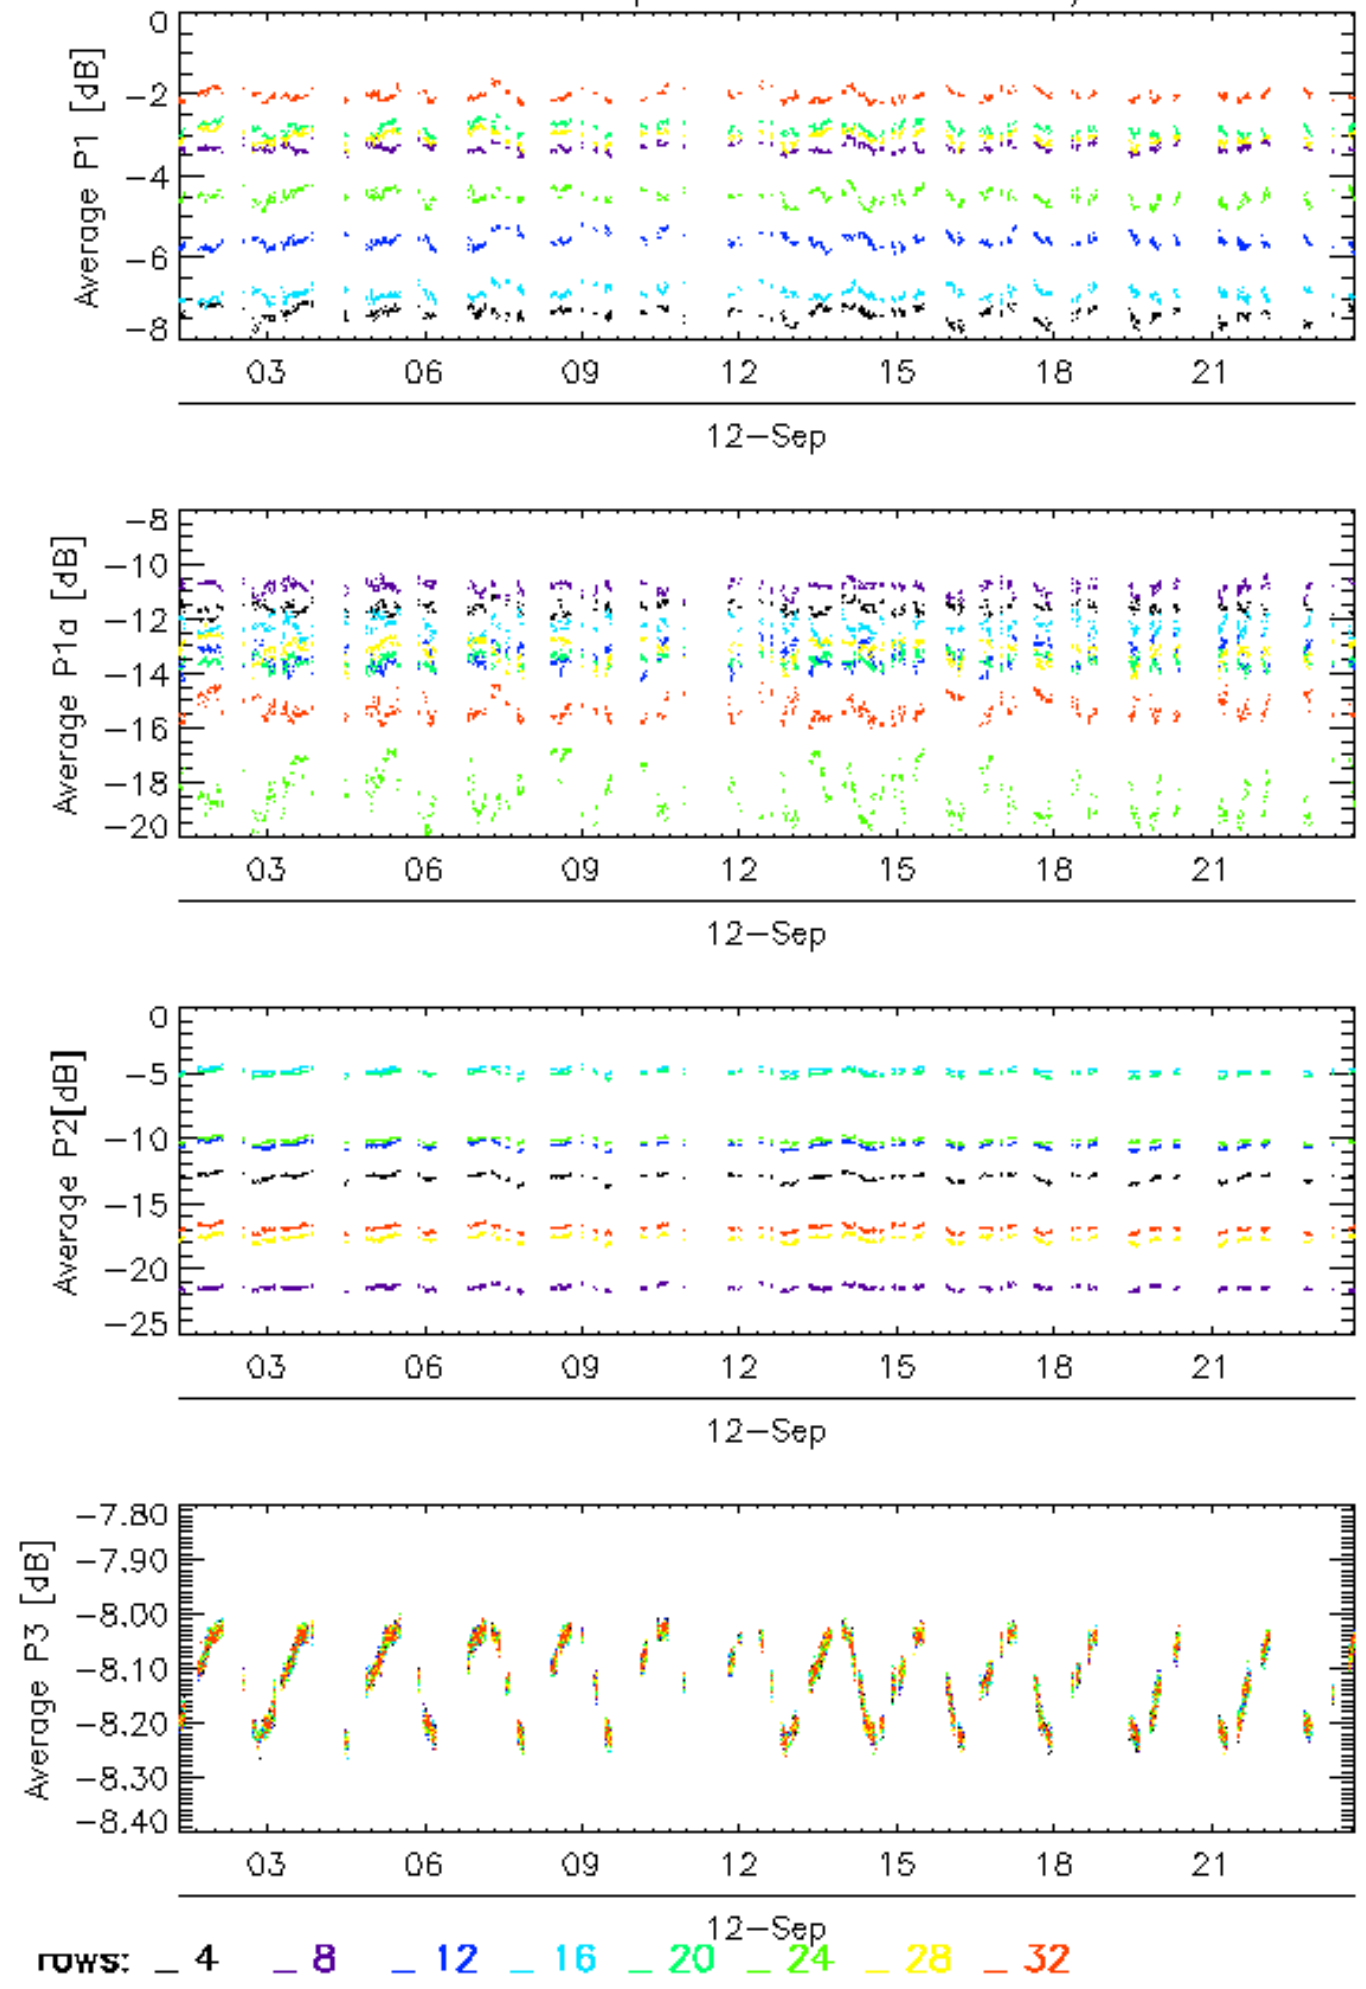 0
-2
-4
-6
-8
Average P1 [dB]
03 06 09 12 15 18 21
12-Sep
-8
-10
-12
-14
-16
-18
-20
Average P1a [dB]
03 06 09 12 15 18 21
12-Sep
0
-5
-10
-15
-20
-25
Average P2[dB]
03 06 09 12 15 18 21
12-Sep
-7.80
-7.90
-8.00
-8.10
-8.20
-8.30
-8.40
Average P3 [dB]
03 06 09 12 15 18 21
12-Sep
rows: _ 4 _ 8 _ 12 _ 16 _ 20 _ 24 _ 28 _ 32